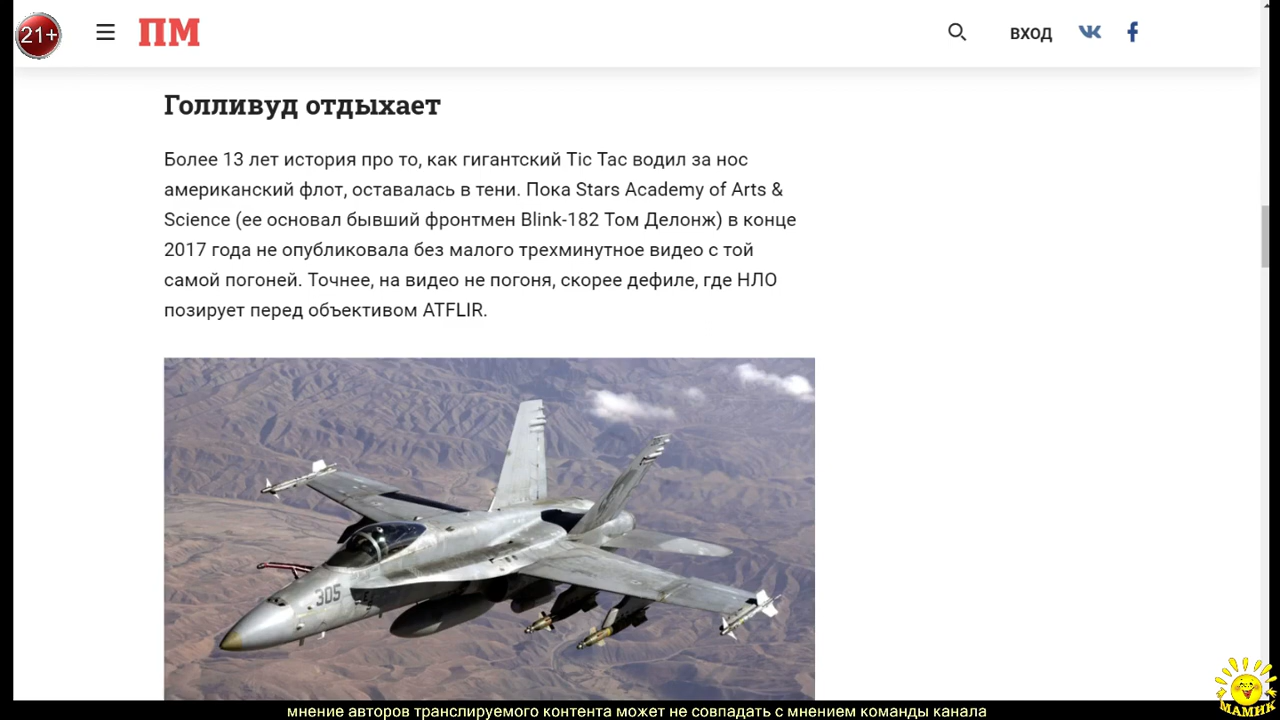 21+
ПМ
ВХОД
Голливуд отдыхает
Более 13 лет история про то, как гигантский Tic Tac водил за нос
американский флот, оставалась в тени. Пока Stars Academy of Arts &
Science (ее основал бывший фронтмен Blink-182 Том Делонж) в конце
2017 года не опубликовала без малого трехминутное видео с той
самой погоней. Точнее, на видео не погоня, скорее дефиле, где НЛО
позирует перед объективом ATFLIR.
305
МАМИК
мнение авторов транслируемого контента может не совпадать с мнением команды канала